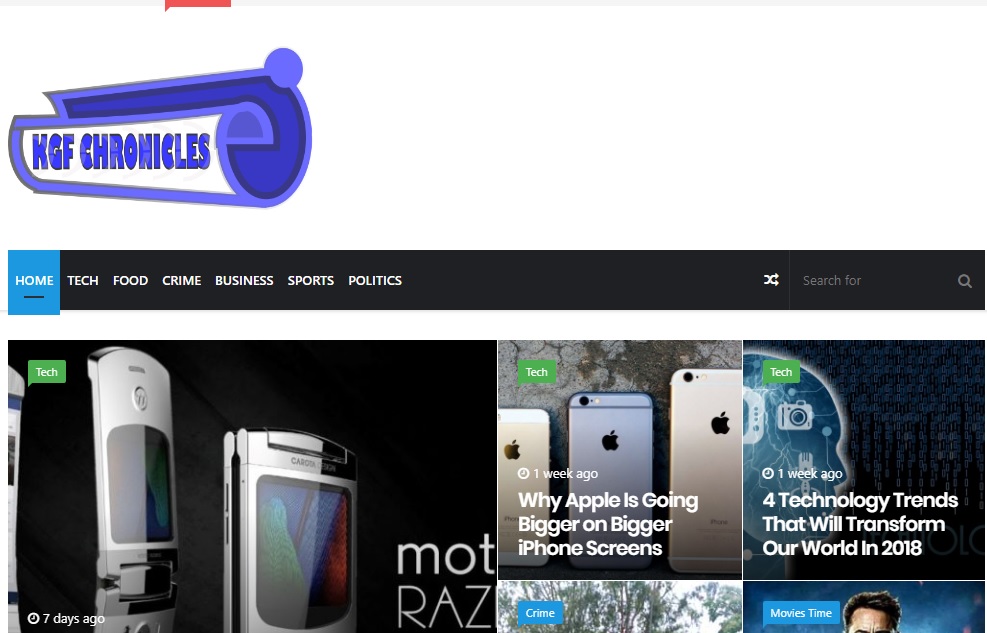 KGF CHRONICLES
HOME TECH FOOD CRIME BUSINESS SPORTS POLITICS
Search for
Tech
CARGOR DESIGN
mot
RAZ
7 days ago
Tech
1 week ago
Why Apple Is Going
Bigger on Bigger
iPhone Screens
Tech
1 week ago
4 Technology Trends
That Will Transform
Our World In 2018
Crime
Movies Time